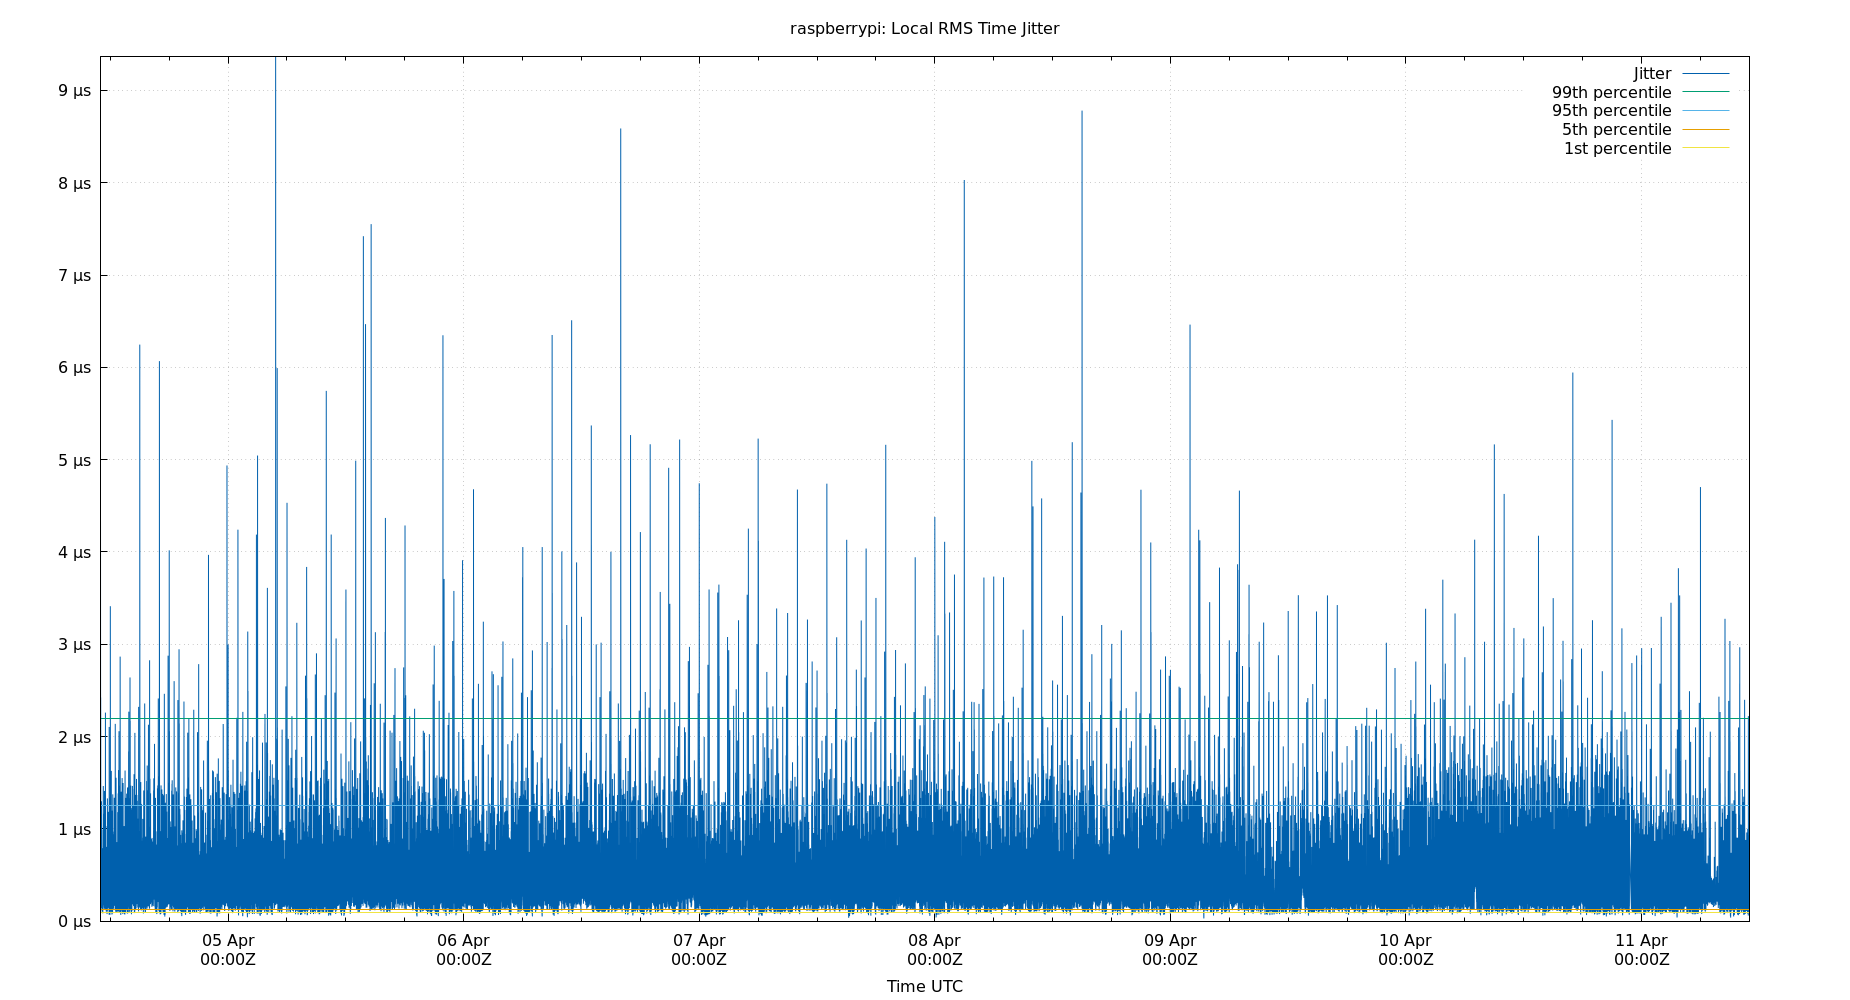 raspberrypi: Local RMS Time Jitter
Jitter
99th percentile
95th percentile
5th percentile
1st percentile
9 µs
8 µs
7 µs
6 µs
5 µs
4 µs
3 µs
2 µs
1 µs
0 µs
05 Apr 06 Apr 07 Apr 08 Apr 09 Apr 10 Apr 11 Apr
00:00Z 00:00Z 00:00Z 00:00Z 00:00Z 00:00Z 00:00Z
Time UTC